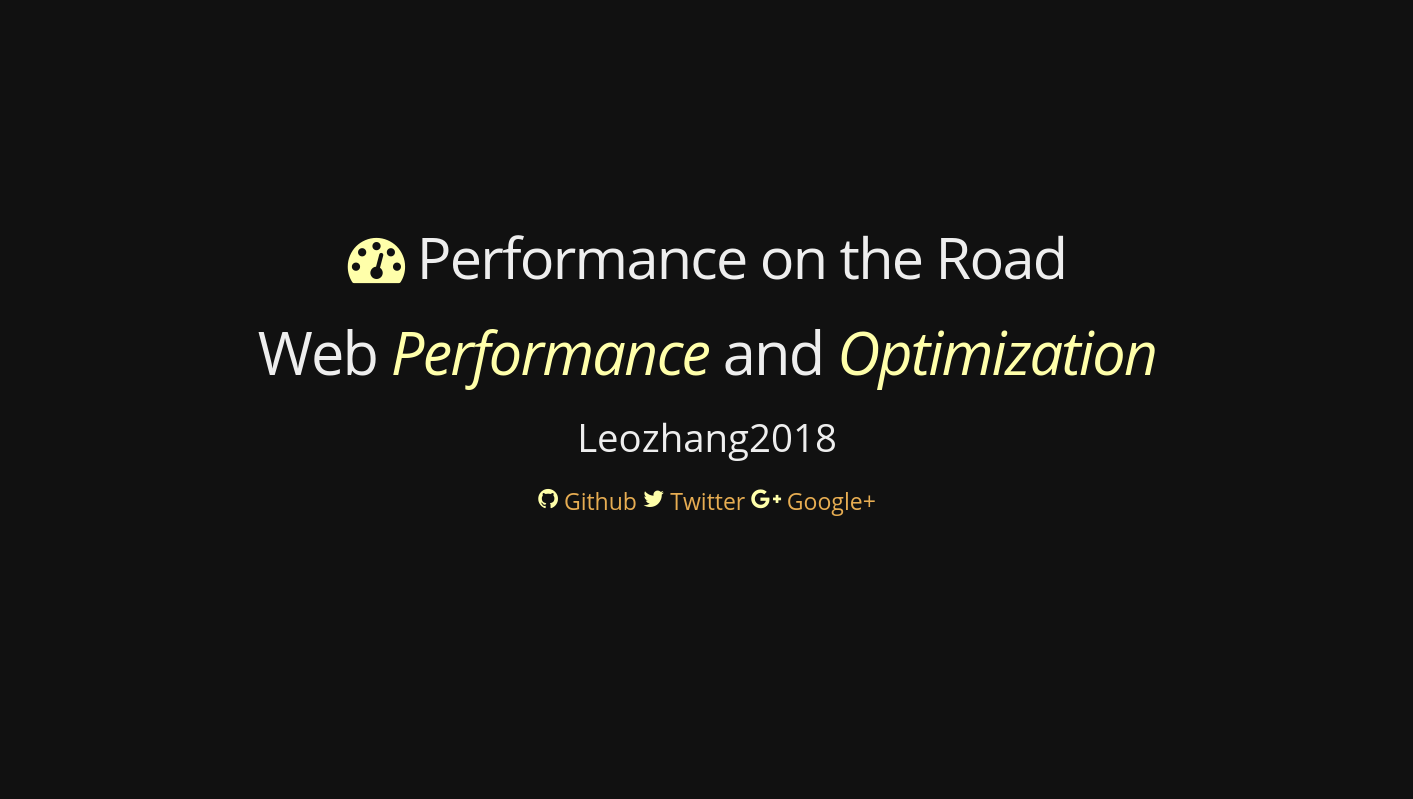 Performance on the Road
Web Performance and Optimization
Leozhang2018
Github Twitter Google+